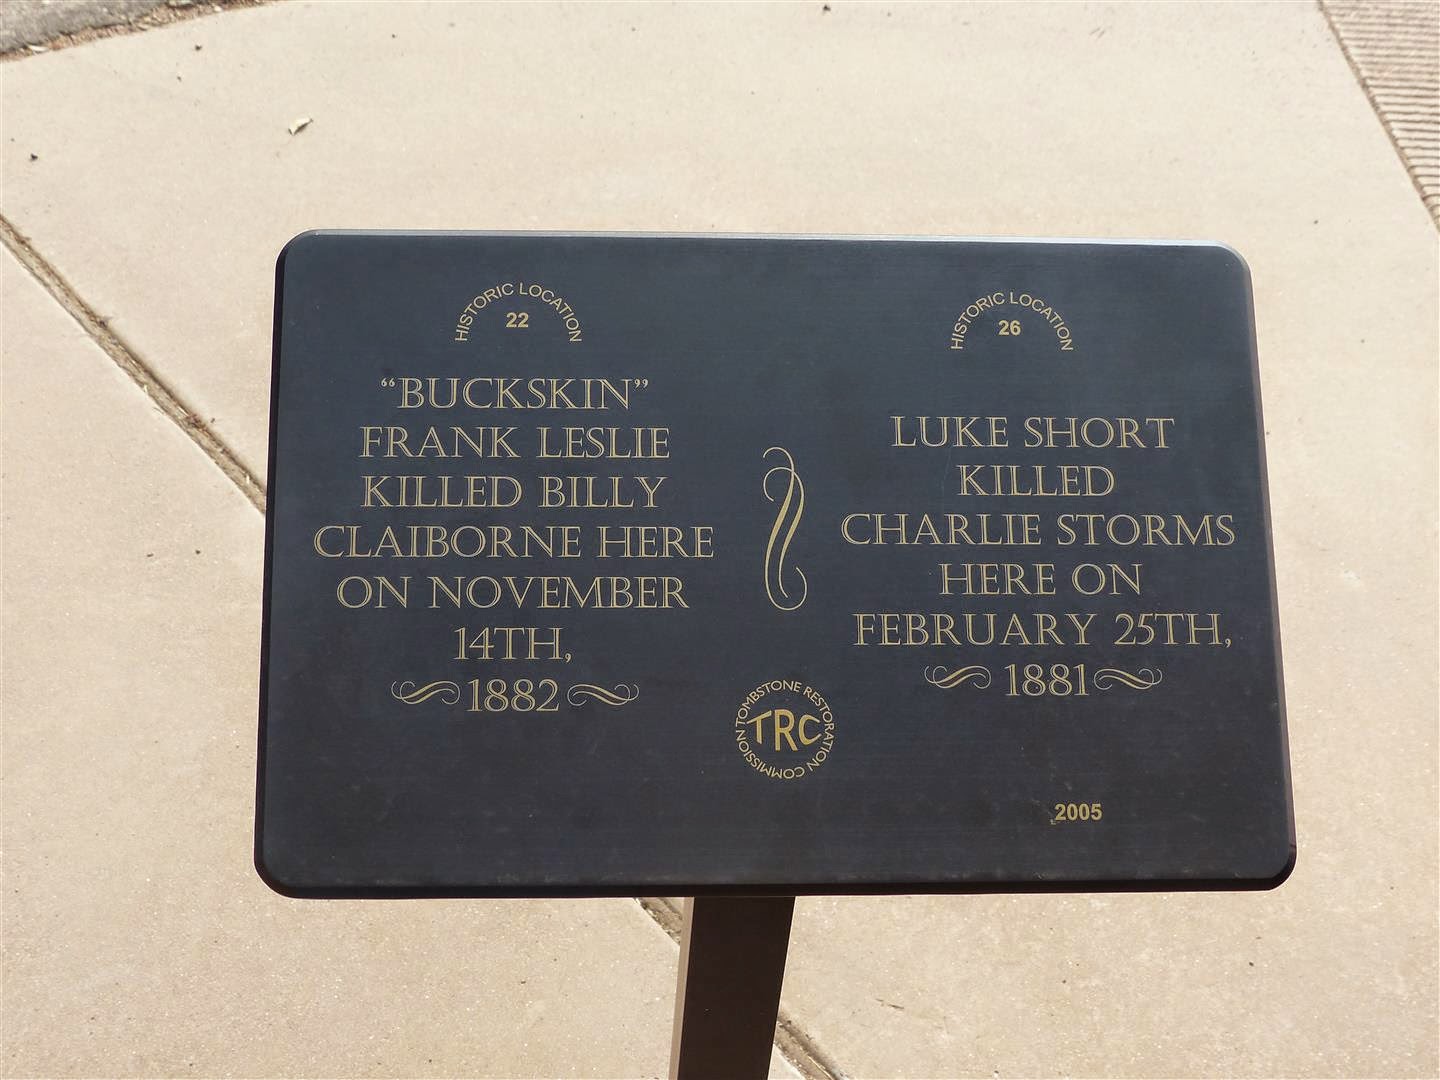 HISTORIC LOCATION
22
"BUCKSKIN"
FRANK LESLIE
KILLED BILLY
CLAIBORNE HERE
ON NOVEMBER
14TH,
1882
HISTORIC LOCATION
26
LUKE SHORT
KILLED
CHARLIE STORMS
HERE ON
FEBRUARY 25TH,
1881
TOMBSTONE RESTORATION COMMISSION
TRC
2005